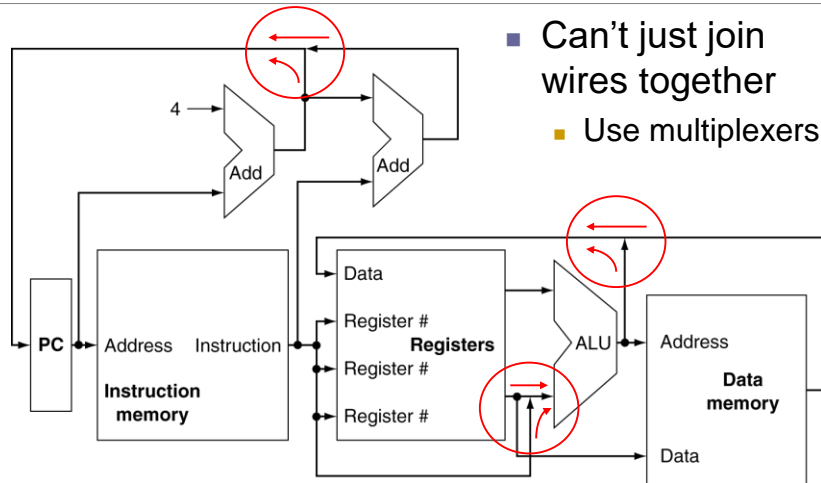 Can't just join
wires together
Use multiplexers
4
Add
Add
Data
PC
Address
Instruction
Register #
Registers
Register #
Register #
Instruction
memory
ALU
Address
Data
memory
Data